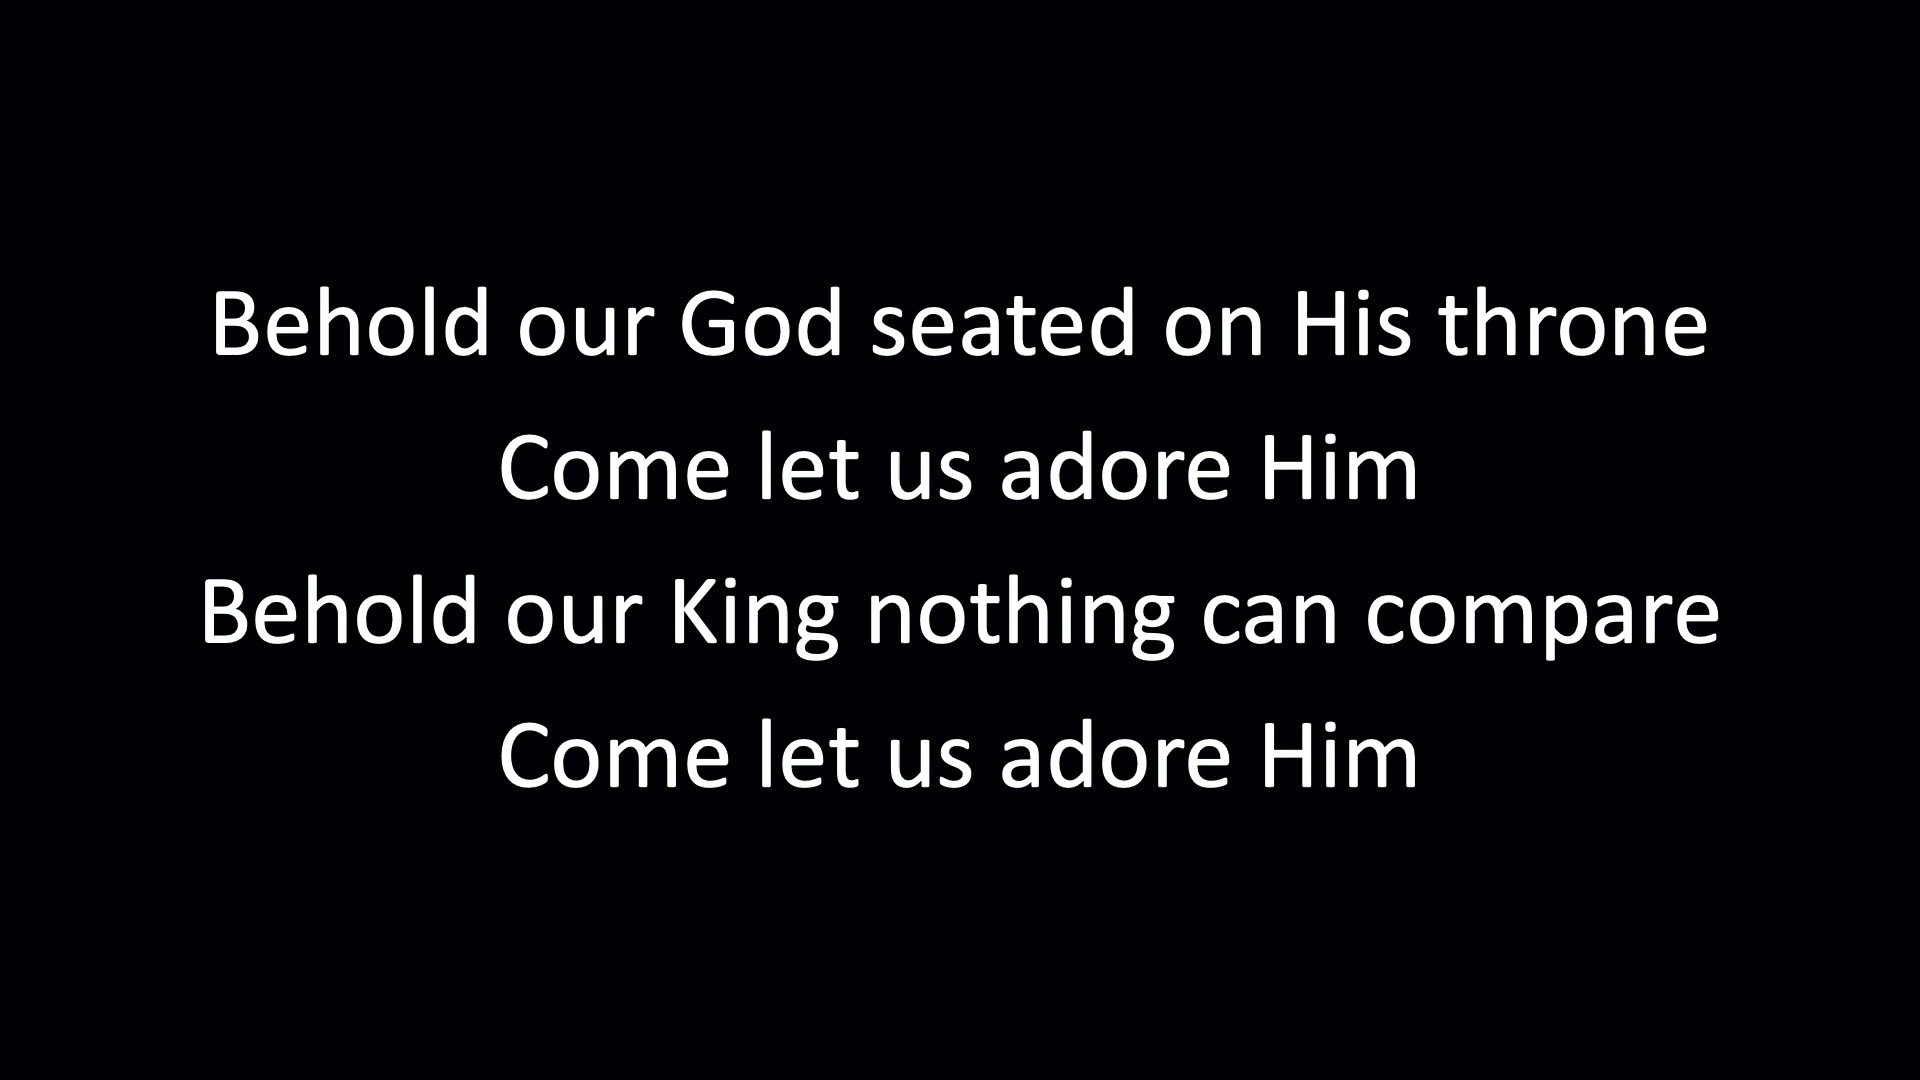 Behold our God seated on His throne
Come let us adore Him
Behold our King nothing can compare
Come let us adore Him